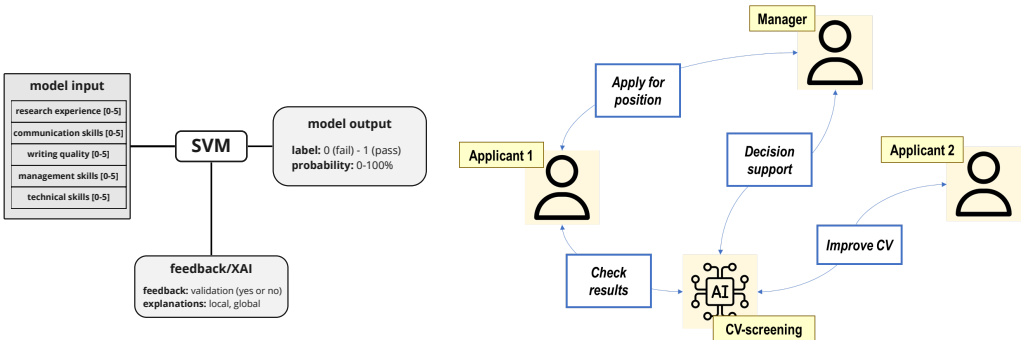 model input
research experience [0-5]
communication skills [0-5]
writing quality [0-5]
management skills [0-5]
technical skills [0-5]
SVM
model output
label: 0 (fail) - 1 (pass)
probability: 0-100%
feedback/XAI
feedback: validation (yes or no)
explanations: local, global
Manager
Apply for
position
Applicant 1
Decision
support
Applicant 2
Improve CV
Check
results
AI
CV-screening